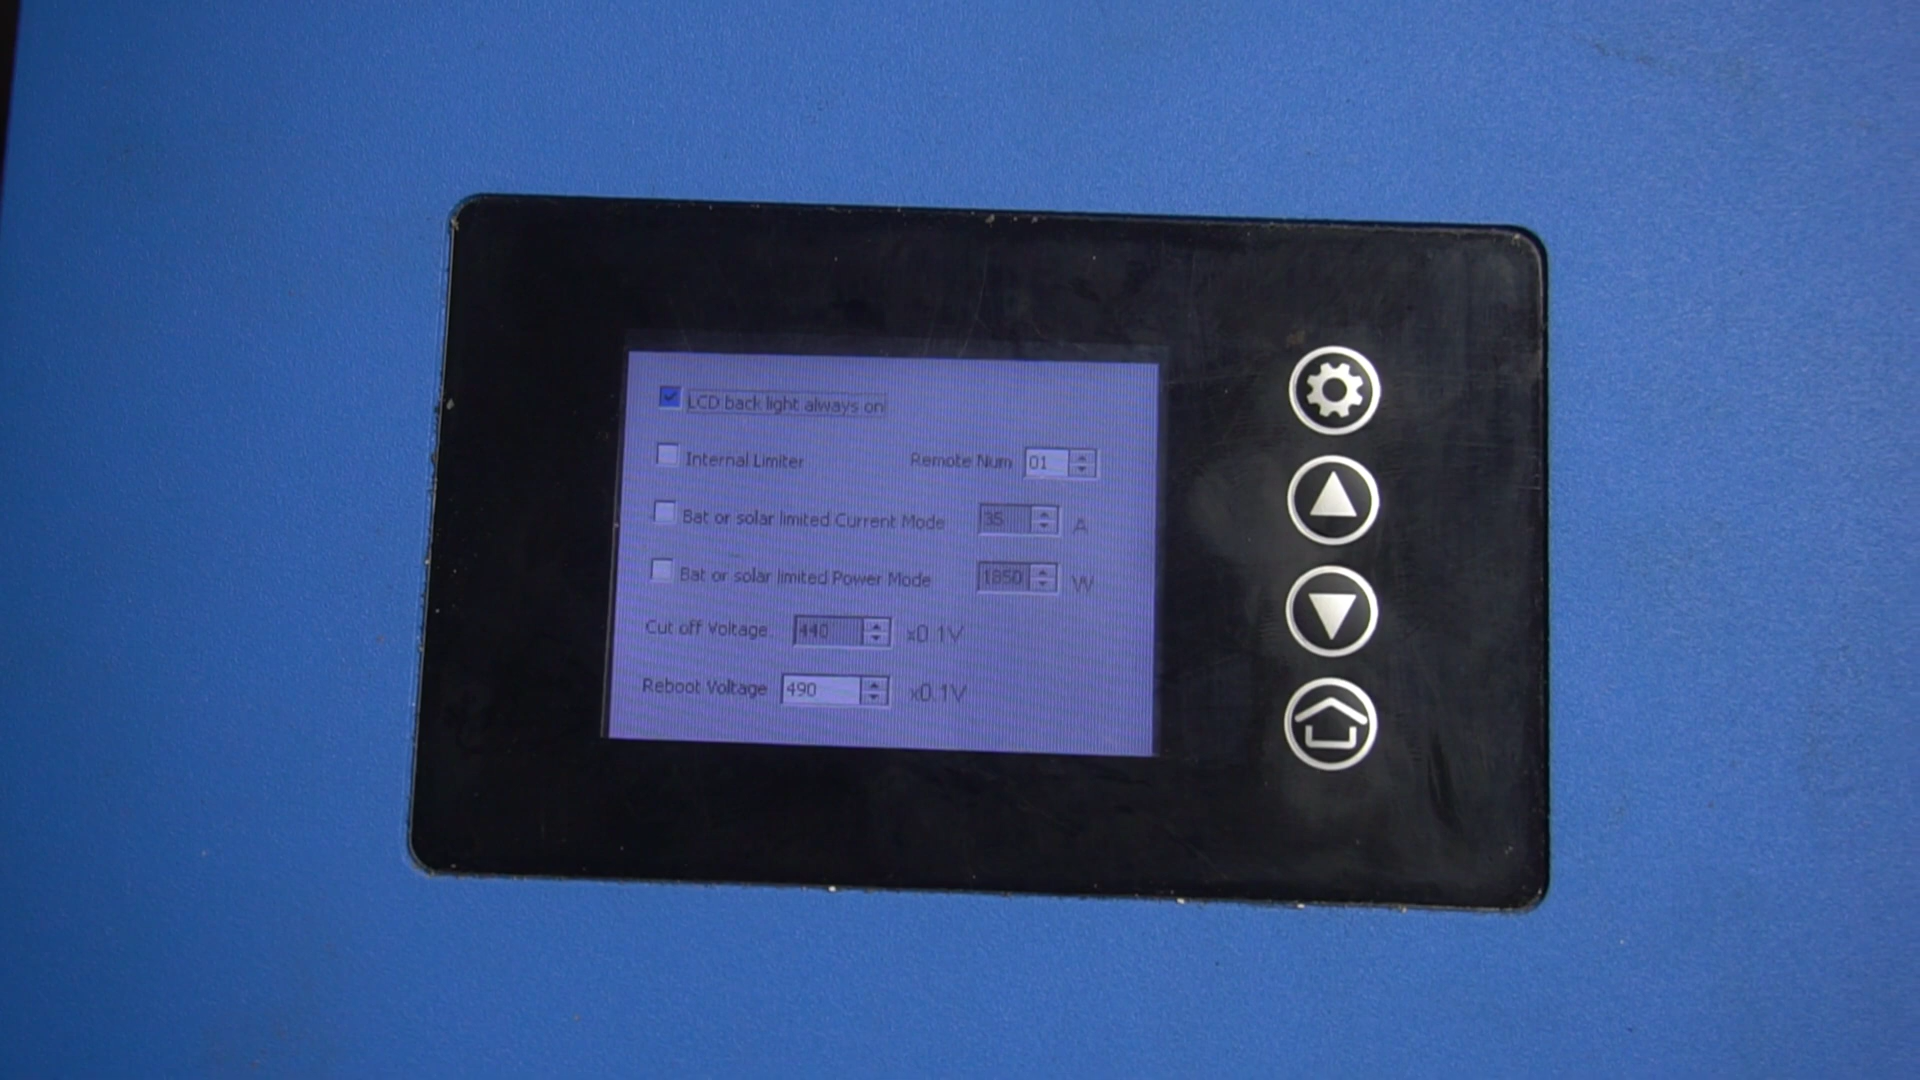 LCD back light always on
Internal Limiter Remote Num 01
Bat or solar limited Current Mode 35 A
Bat or solar limited Power Mode 1850 W
Cut off Voltage 440 x0.1V
Reboot Voltage 490 x0.1V